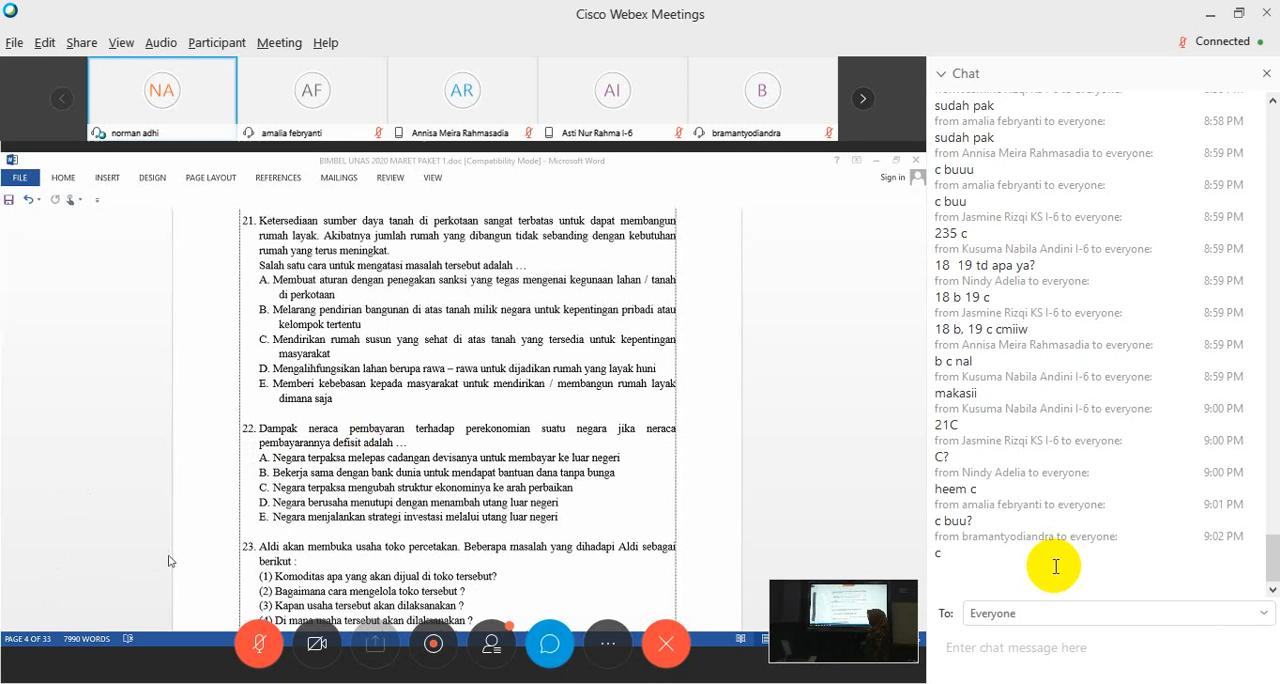 Cisco Webex Meetings
File Edit Share View Audio Participant Meeting Help
Connected
NA
AF
AR
AI
B
norman adhi
amalia febryanti
Annisa Meira Rahmasadia
Asti Nur Rahma I-6
bramantyodiandra
BIMBEL UNAS 2020 MARET PAKET 1.doc [Compatibility Mode] - Microsoft Word
FILE HOME INSERT DESIGN PAGE LAYOUT REFERENCES MAILINGS REVIEW VIEW
Sign in
21. Ketersediaan sumber daya tanah di perkotaan sangat terbatas untuk dapat membangun
rumah layak. Akibatnya jumlah rumah yang dibangun tidak sebanding dengan kebutuhan
rumah yang terus meningkat.
Salah satu cara untuk mengatasi masalah tersebut adalah …
A. Membuat aturan dengan penegakan sanksi yang tegas mengenai kegunaan lahan / tanah
di perkotaan
B. Melarang pendirian bangunan di atas tanah milik negara untuk kepentingan pribadi atau
kelompok tertentu
C. Mendirikan rumah susun yang sehat di atas tanah yang tersedia untuk kepentingan
masyarakat
D. Mengalihfungsikan lahan berupa rawa – rawa untuk dijadikan rumah yang layak huni
E. Memberi kebebasan kepada masyarakat untuk mendirikan / membangun rumah layak
dimana saja
22. Dampak neraca pembayaran terhadap perekonomian suatu negara jika neraca
pembayarannya defisit adalah …
A. Negara terpaksa melepas cadangan devisanya untuk membayar ke luar negeri
B. Bekerja sama dengan bank dunia untuk mendapat bantuan dana tanpa bunga
C. Negara terpaksa mengubah struktur ekonominya ke arah perbaikan
D. Negara berusaha menutupi dengan menambah utang luar negeri
E. Negara menjalankan strategi investasi melalui utang luar negeri
23. Aldi akan membuka usaha toko percetakan. Beberapa masalah yang dihadapi Aldi sebagai
berikut :
(1) Komoditas apa yang akan dijual di toko tersebut?
(2) Bagaimana cara mengelola toko tersebut ?
(3) Kapan usaha tersebut akan dilaksanakan ?
(4) Di mana usaha tersebut akan dilaksanakan ?
PAGE 4 OF 33 7990 WORDS
Chat
sudah pak
from amalia febryanti to everyone: 8:58 PM
sudah pak
from Annisa Meira Rahmasadia to everyone: 8:59 PM
c buuu
from amalia febryanti to everyone: 8:59 PM
c buu
from Jasmine Rizqi KS I-6 to everyone: 8:59 PM
235 c
from Kusuma Nabila Andini I-6 to everyone: 8:59 PM
18 19 td apa ya?
from Nindy Adelia to everyone: 8:59 PM
18 b 19 c
from Jasmine Rizqi KS I-6 to everyone: 8:59 PM
18 b, 19 c cmiiw
from Annisa Meira Rahmasadia to everyone: 8:59 PM
b c nal
from Kusuma Nabila Andini I-6 to everyone: 8:59 PM
makasii
from Kusuma Nabila Andini I-6 to everyone: 9:00 PM
21C
from Jasmine Rizqi KS I-6 to everyone: 9:00 PM
C?
from Nindy Adelia to everyone: 9:00 PM
heem c
from amalia febryanti to everyone: 9:01 PM
c buu?
from bramantyodiandra to everyone: 9:02 PM
c
To: Everyone
Enter chat message here